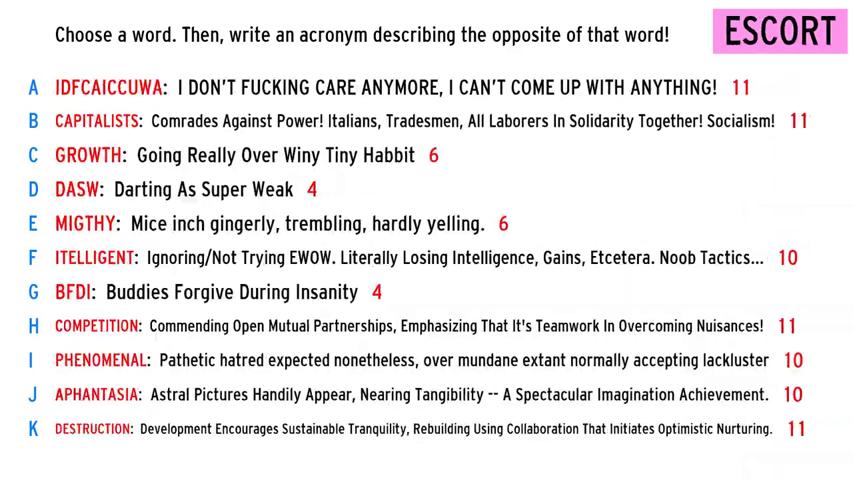 Choose a word. Then, write an acronym describing the opposite of that word!
ESCORT
A IDFCAICCUWA: I DON'T FUCKING CARE ANYMORE, I CAN'T COME UP WITH ANYTHING! 11
B CAPITALISTS: Comrades Against Power! Italians, Tradesmen, All Laborers In Solidarity Together! Socialism! 11
C GROWTH: Going Really Over Winy Tiny Habbit 6
D DASW: Darting As Super Weak 4
E MIGTHY: Mice inch gingerly, trembling, hardly yelling. 6
F ITELLIGENT: Ignoring/Not Trying EWOW. Literally Losing Intelligence, Gains, Etcetera. Noob Tactics... 10
G BFDI: Buddies Forgive During Insanity 4
H COMPETITION: Commending Open Mutual Partnerships, Emphasizing That It's Teamwork In Overcoming Nuisances! 11
I PHENOMENAL: Pathetic hatred expected nonetheless, over mundane extant normally accepting lackluster 10
J APHANTASIA: Astral Pictures Handily Appear, Nearing Tangibility -- A Spectacular Imagination Achievement. 10
K DESTRUCTION: Development Encourages Sustainable Tranquility, Rebuilding Using Collaboration That Initiates Optimistic Nurturing. 11